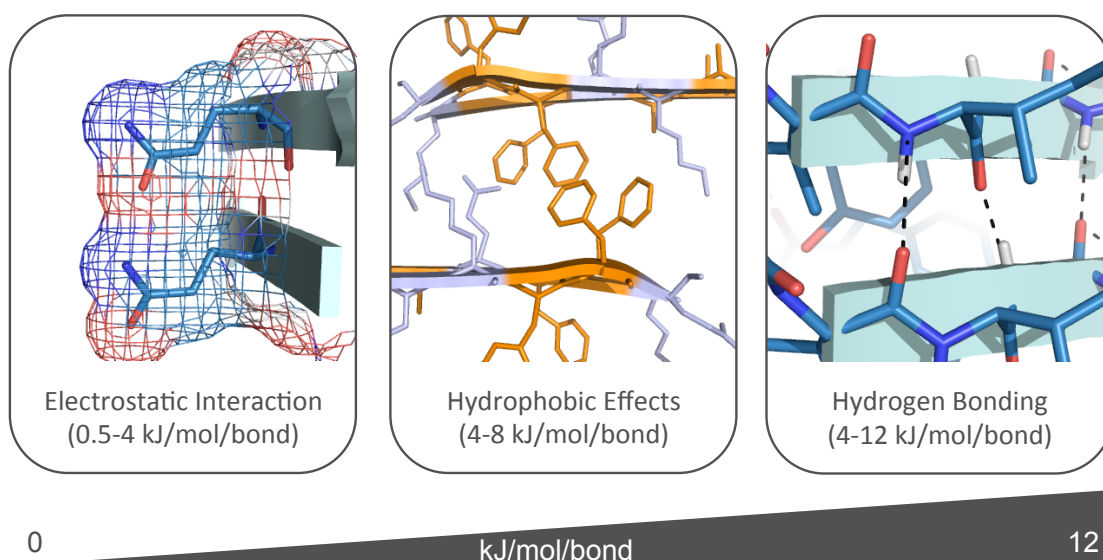 Electrostatic Interaction
(0.5-4 kJ/mol/bond)
Hydrophobic Effects
(4-8 kJ/mol/bond)
Hydrogen Bonding
(4-12 kJ/mol/bond)
0
kJ/mol/bond
12